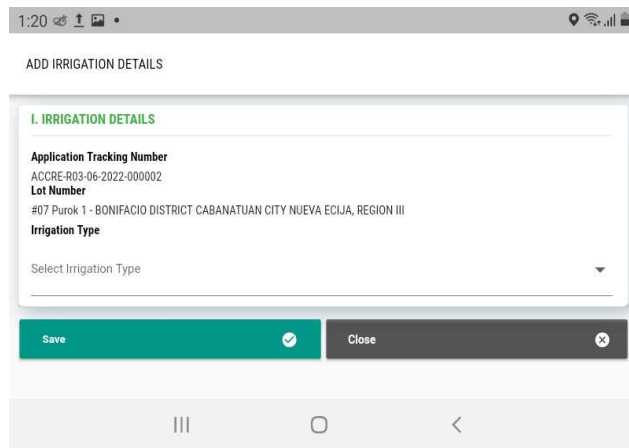 1:20
ADD IRRIGATION DETAILS
I. IRRIGATION DETAILS
Application Tracking Number
ACCRE-R03-06-2022-000002
Lot Number
#07 Purok 1 - BONIFACIO DISTRICT CABANATUAN CITY NUEVA ECIJA, REGION III
Irrigation Type
Select Irrigation Type
Save
Close